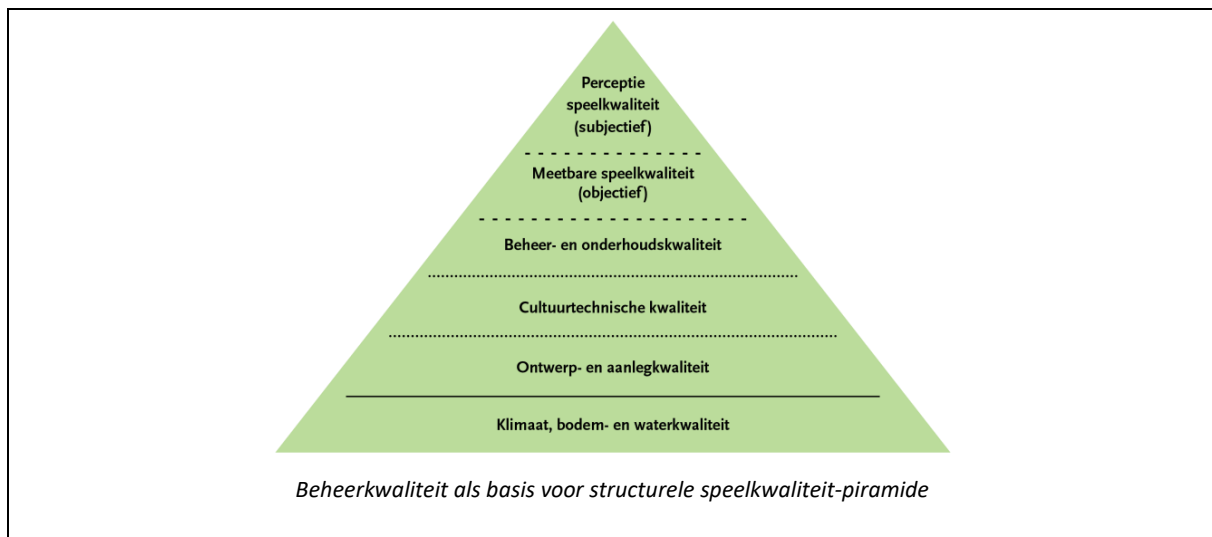 Perceptie
speelkwaliteit
(subjectief)
Meetbare speelkwaliteit
(objectief)
Beheer- en onderhoudskwaliteit
Cultuurtechnische kwaliteit
Ontwerp- en aanlegkwaliteit
Klimaat, bodem- en waterkwaliteit
Beheerkwaliteit als basis voor structurele speelkwaliteit-piramide